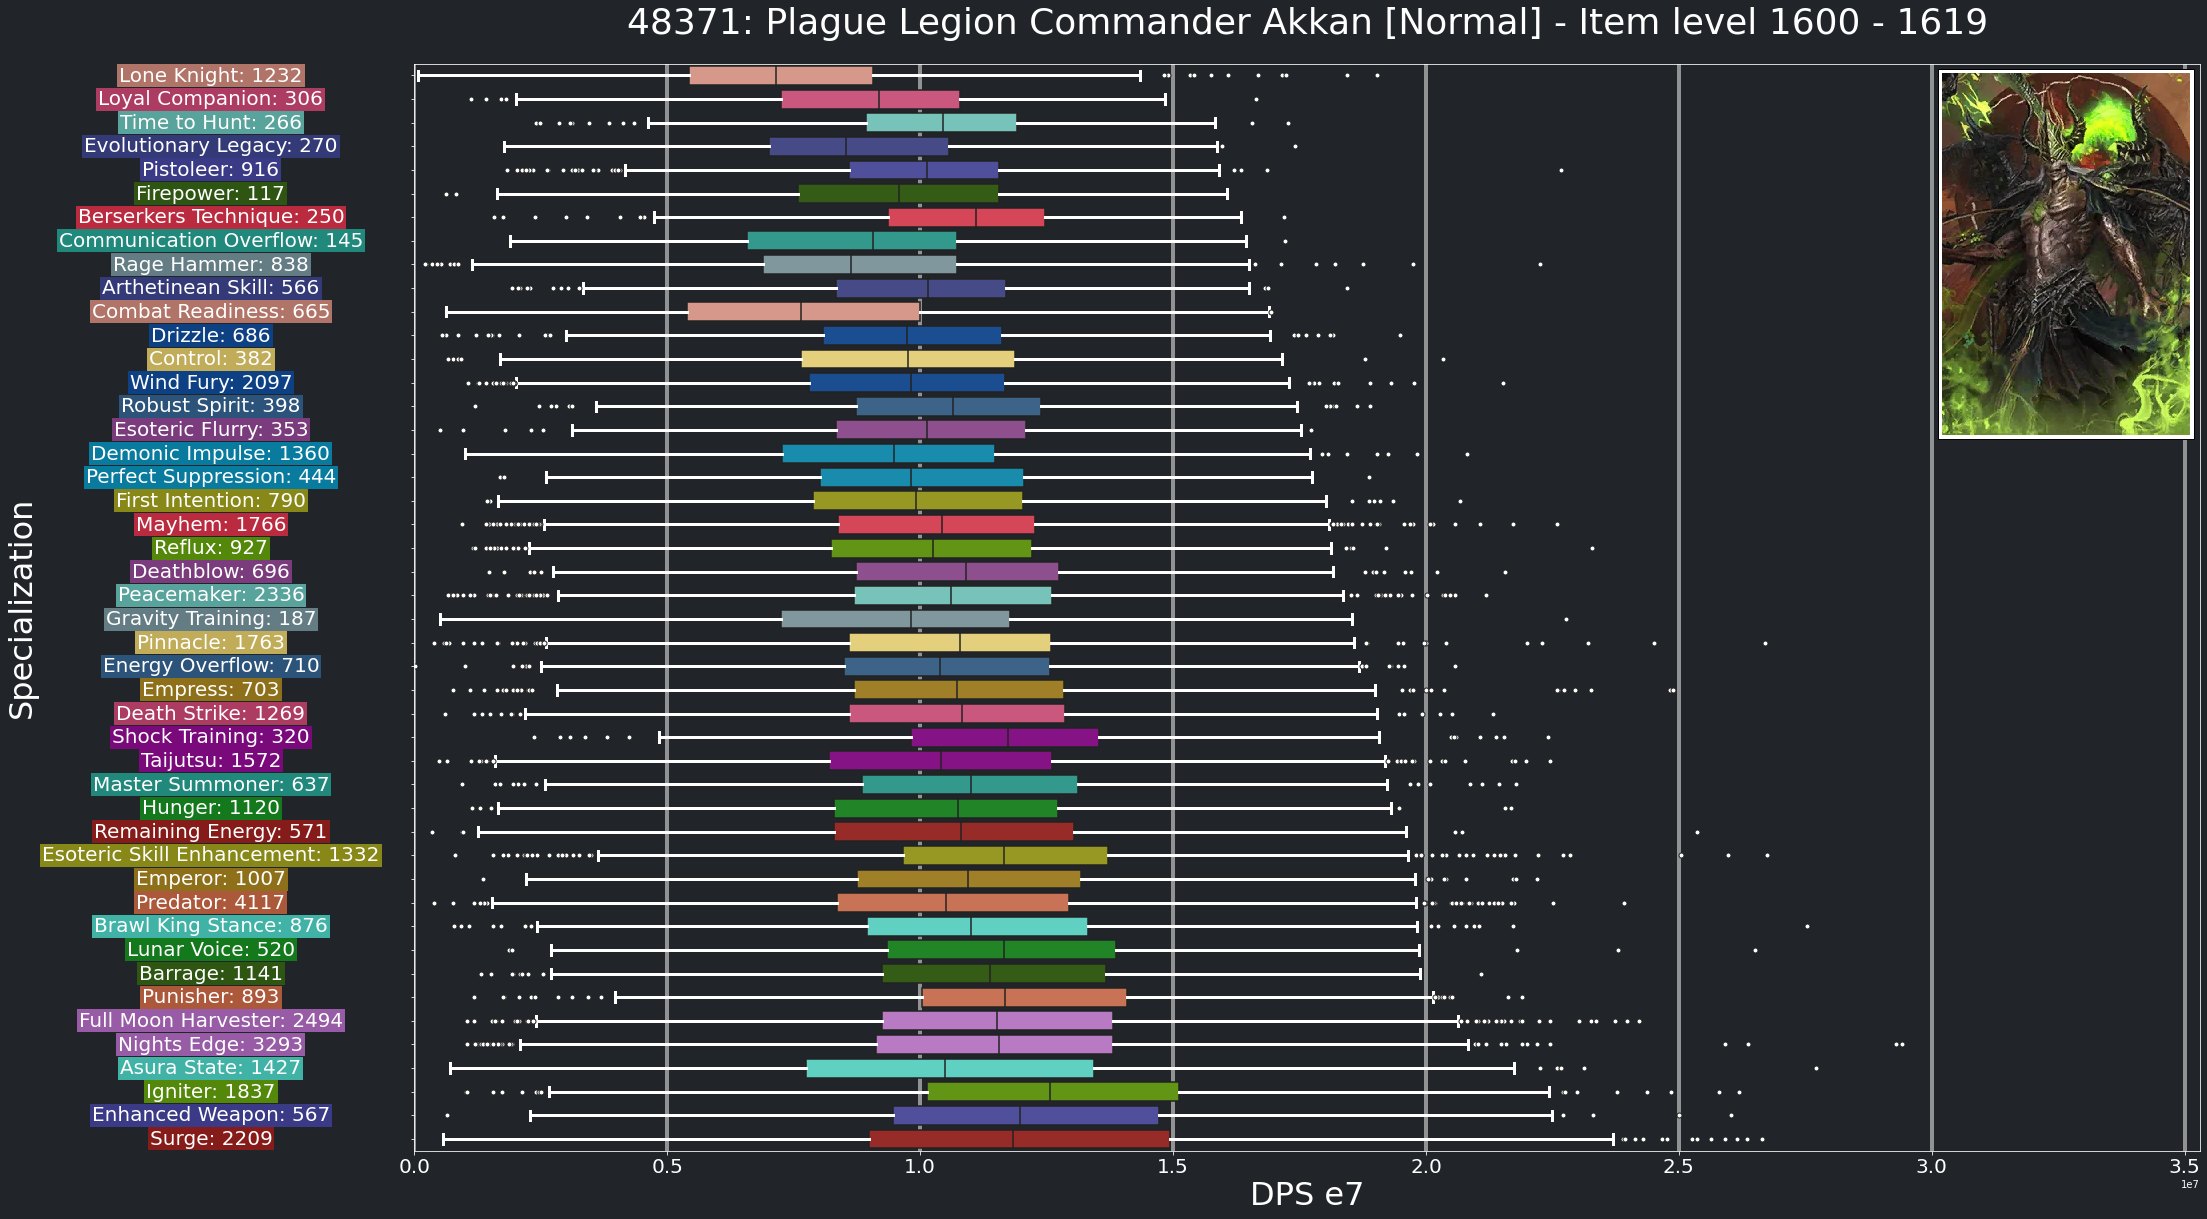 48371: Plague Legion Commander Akkan [Normal] - Item level 1600 - 1619
Specialization
Lone Knight: 1232
Loyal Companion: 306
Time to Hunt: 266
Evolutionary Legacy: 270
Pistoleer: 916
Firepower: 117
Berserkers Technique: 250
Communication Overflow: 145
Rage Hammer: 838
Arthetinean Skill: 566
Combat Readiness: 665
Drizzle: 686
Control: 382
Wind Fury: 2097
Robust Spirit: 398
Esoteric Flurry: 353
Demonic Impulse: 1360
Perfect Suppression: 444
First Intention: 790
Mayhem: 1766
Reflux: 927
Deathblow: 696
Peacemaker: 2336
Gravity Training: 187
Pinnacle: 1763
Energy Overflow: 710
Empress: 703
Death Strike: 1269
Shock Training: 320
Taijutsu: 1572
Master Summoner: 637
Hunger: 1120
Remaining Energy: 571
Esoteric Skill Enhancement: 1332
Emperor: 1007
Predator: 4117
Brawl King Stance: 876
Lunar Voice: 520
Barrage: 1141
Punisher: 893
Full Moon Harvester: 2494
Nights Edge: 3293
Asura State: 1427
Igniter: 1837
Enhanced Weapon: 567
Surge: 2209
0.0 0.5 1.0 1.5 2.0 2.5 3.0 3.5
1e7
DPS e7